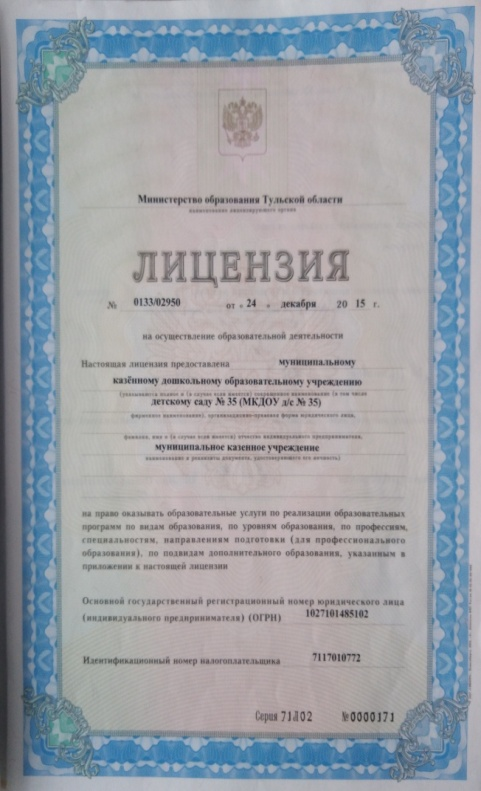 Министерство образования Тульской области
наименование лицензирующего органа
ЛИЦЕНЗИЯ
№ 0133/02950 от « 24 » декабря 20 15 г.
на осуществление образовательной деятельности
Настоящая лицензия предоставлена муниципальному
казённому дошкольному образовательному учреждению
(указываются полное и (в случае если имеется) сокращенное наименование (в том числе
детскому саду № 35 (МКДОУ д/с № 35)
фирменное наименование), организационно-правовая форма юридического лица,
фамилия, имя и (в случае если имеется) отчество индивидуального предпринимателя,
муниципальное казенное учреждение
наименование и реквизиты документа, удостоверяющего его личность)
на право оказывать образовательные услуги по реализации образовательных
программ по видам образования, по уровням образования, по профессиям,
специальностям, направлениям подготовки (для профессионального
образования), по подвидам дополнительного образования, указанным в
приложении к настоящей лицензии
Основной государственный регистрационный номер юридического лица
(индивидуального предпринимателя) (ОГРН) 1027101485102
Идентификационный номер налогоплательщика 7117010772
Серия 71Л02 №0000171